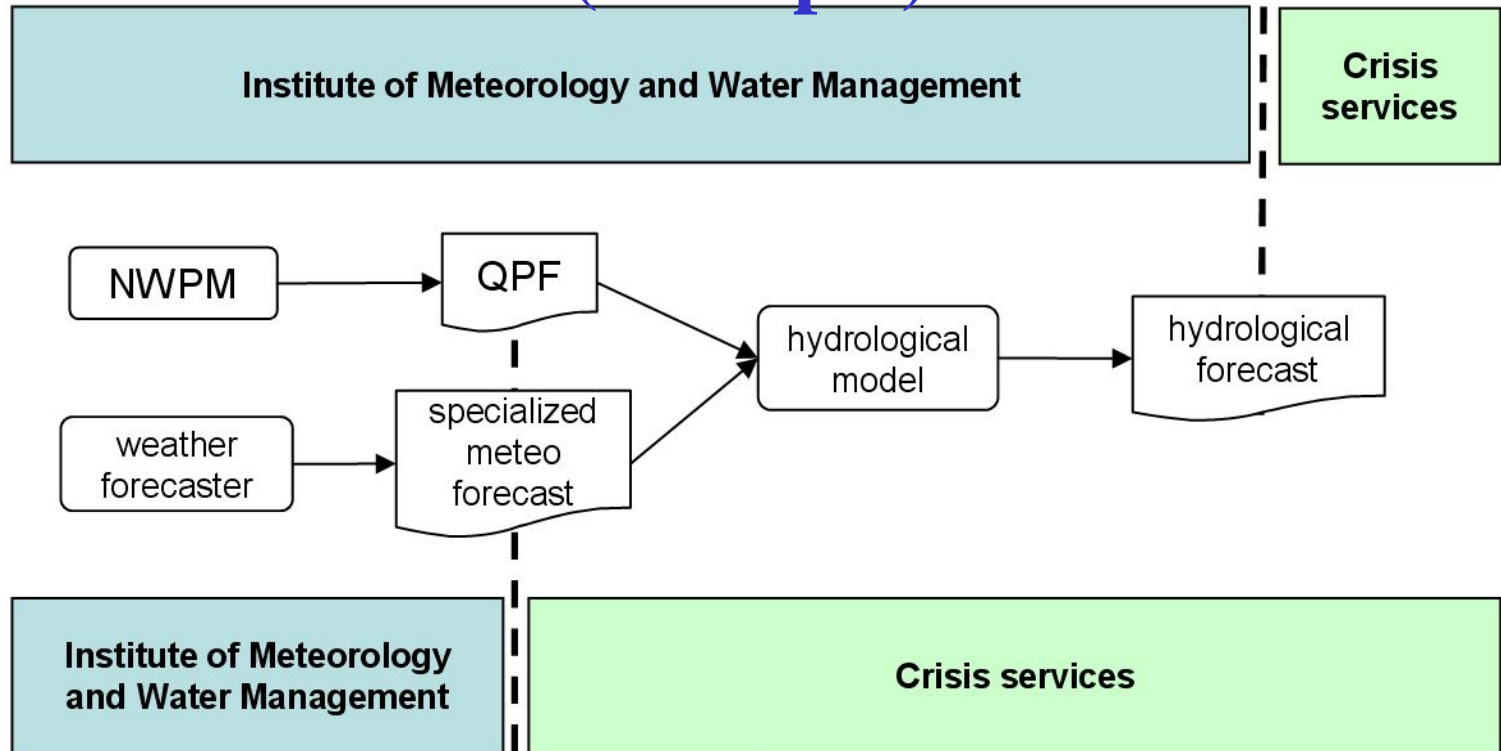 Institute of Meteorology and Water Management
Crisis
services
NWPM
QPF
hydrological
model
hydrological
forecast
weather
forecaster
specialized
meteo
forecast
Institute of Meteorology
and Water Management
Crisis services